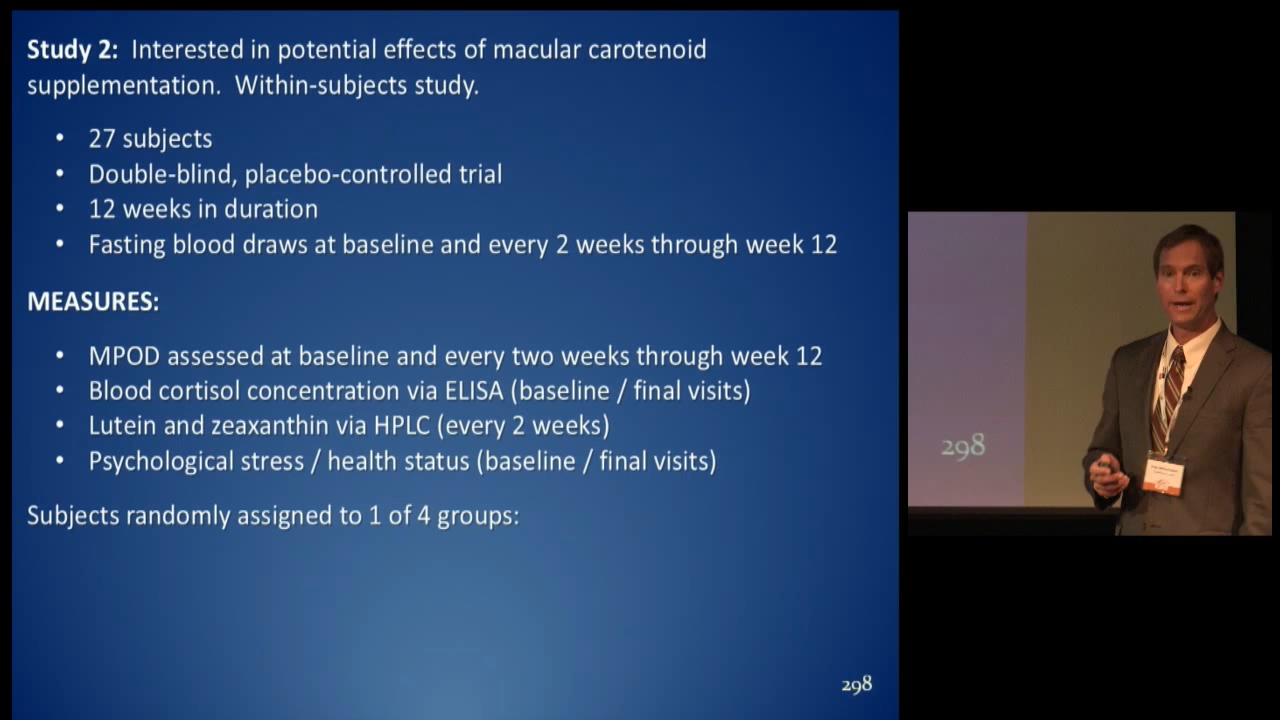 Study 2: Interested in potential effects of macular carotenoid
supplementation. Within-subjects study.
• 27 subjects
• Double-blind, placebo-controlled trial
• 12 weeks in duration
• Fasting blood draws at baseline and every 2 weeks through week 12
MEASURES:
• MPOD assessed at baseline and every two weeks through week 12
• Blood cortisol concentration via ELISA (baseline / final visits)
• Lutein and zeaxanthin via HPLC (every 2 weeks)
• Psychological stress / health status (baseline / final visits)
Subjects randomly assigned to 1 of 4 groups:
298
298